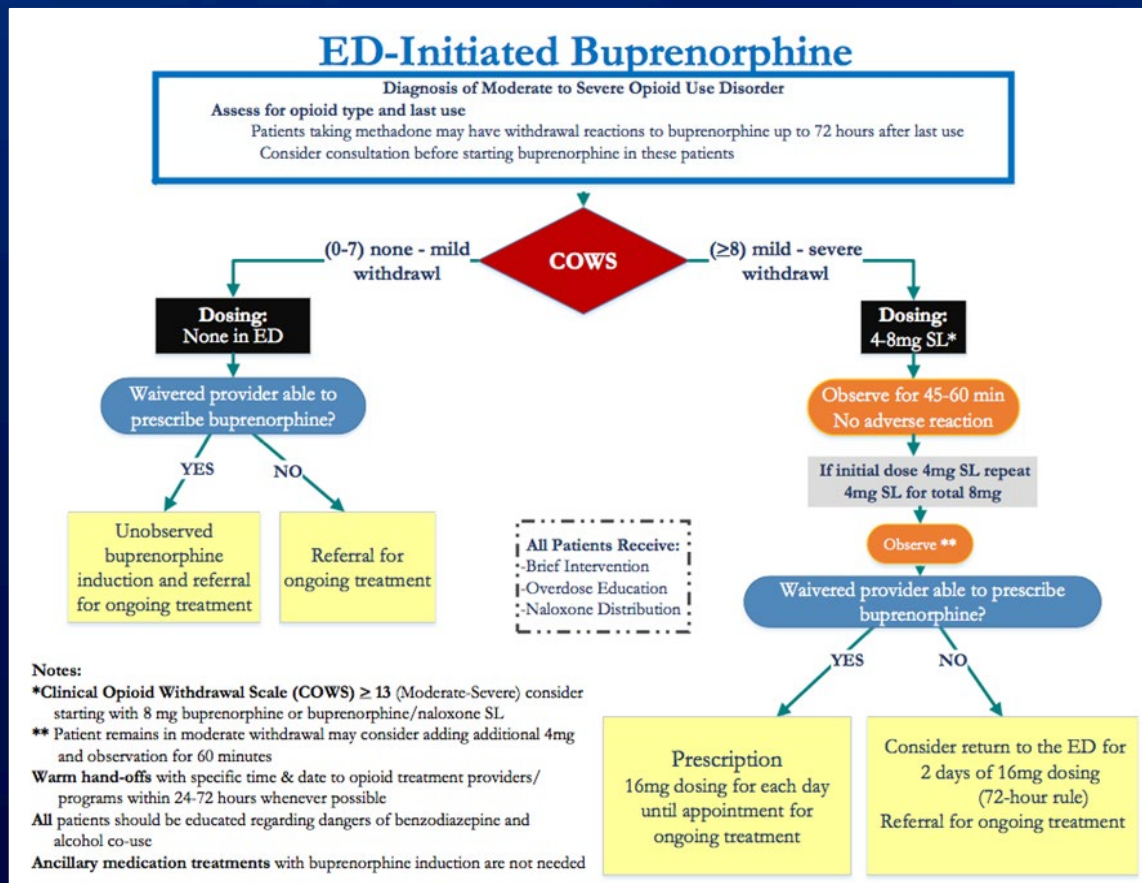 ED-Initiated Buprenorphine
Diagnosis of Moderate to Severe Opioid Use Disorder
Assess for opioid type and last use
Patients taking methadone may have withdrawal reactions to buprenorphine up to 72 hours after last use
Consider consultation before starting buprenorphine in these patients
(0-7) none - mild
withdrawl
COWS
(≥8) mild - severe
withdrawl
Dosing:
None in ED
Waivered provider able to
prescribe buprenorphine?
YES
NO
Unobserved
buprenorphine
induction and referral
for ongoing treatment
Referral for
ongoing treatment
Dosing:
4-8mg SL*
Observe for 45-60 min
No adverse reaction
If initial dose 4mg SL repeat
4mg SL for total 8mg
Observe **
Waivered provider able to prescribe
buprenorphine?
YES
NO
Prescription
16mg dosing for each day
until appointment for
ongoing treatment
Consider return to the ED for
2 days of 16mg dosing
(72-hour rule)
Referral for ongoing treatment
All Patients Receive:
-Brief Intervention
-Overdose Education
-Naloxone Distribution
Notes:
*Clinical Opioid Withdrawal Scale (COWS) ≥ 13 (Moderate-Severe) consider
starting with 8 mg buprenorphine or buprenorphine/naloxone SL
** Patient remains in moderate withdrawal may consider adding additional 4mg
and observation for 60 minutes
Warm hand-offs with specific time & date to opioid treatment providers/
programs within 24-72 hours whenever possible
All patients should be educated regarding dangers of benzodiazepine and
alcohol co-use
Ancillary medication treatments with buprenorphine induction are not needed